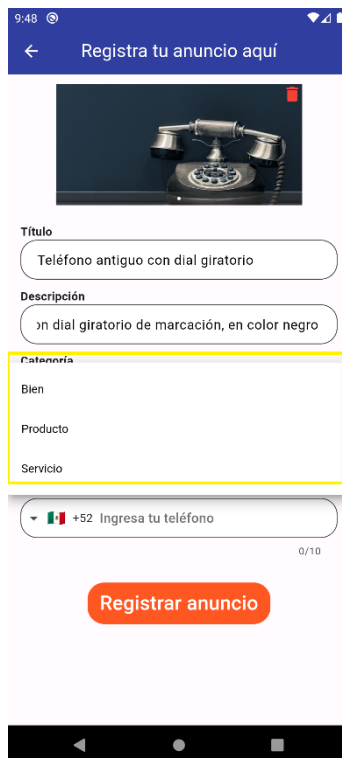 9:48
Registra tu anuncio aquí
Título
Teléfono antiguo con dial giratorio
Descripción
on dial giratorio de marcación, en color negro
Categoría
Bien
Producto
Servicio
+52 Ingresa tu teléfono
0/10
Registrar anuncio